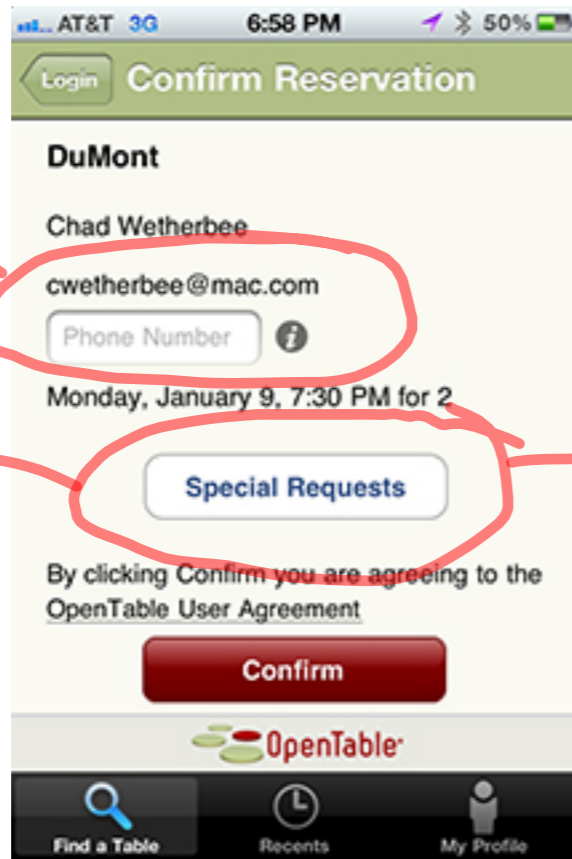 AT&T 3G 6:58 PM 50%
Login Confirm Reservation
DuMont
Chad Wetherbee
cwetherbee@mac.com
Phone Number i
Monday, January 9, 7:30 PM for 2
Special Requests
By clicking Confirm you are agreeing to the
OpenTable User Agreement
Confirm
OpenTable
Find a Table Recents My Profile